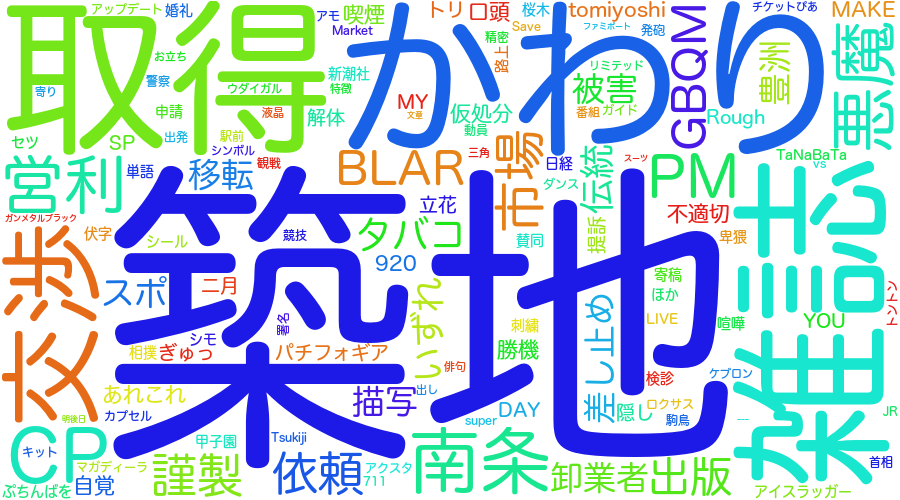 アップデート
婚礼
アモ
喫煙
トリ
口頭
桜木
tomiyoshi
チケットぴあ
MAKE
取得
かわり
お立ち
Market
Save
ファミポート
発砲
精密
路上
GBQM
豊洲
悪魔
寄り
警察
ウダイガル
新潮社
特徴
リミテッド
被害
申請
液晶
解体
MY
文章
仮処分
番組
ガイド
Rough
セツ
SP
出発
駅前
シンボル
動員
営利
単語
移転
観戦
BLAR
三角
市場
日経
スーツ
伝統
PM
TaNaBaTa
vs
ダンス
ガンメタルブラック
伏字
築地
立花
不適切
卑猥
雑誌
交渉
シール
競技
タバコ
賛同
提訴
スポ
二月
920
寄稿
ほか
トントン
署名
いずれ
刺繍
差し止め
LIVE
喧嘩
YOU
シモ
相撲
ぎゅっ
パチフォギア
勝機
俳句
検診
ケプロン
あれこれ
描写
出し
ロクサス
カプセル
DAY
隠し
駒鳥
JR
明後日
甲子園
Tsukiji
super
CP
キット
マガディーラ
謹製
依頼
アクスタ
711
南条
卸業者
出版
首相
ぷちんばを
自覚
アイスラッガー